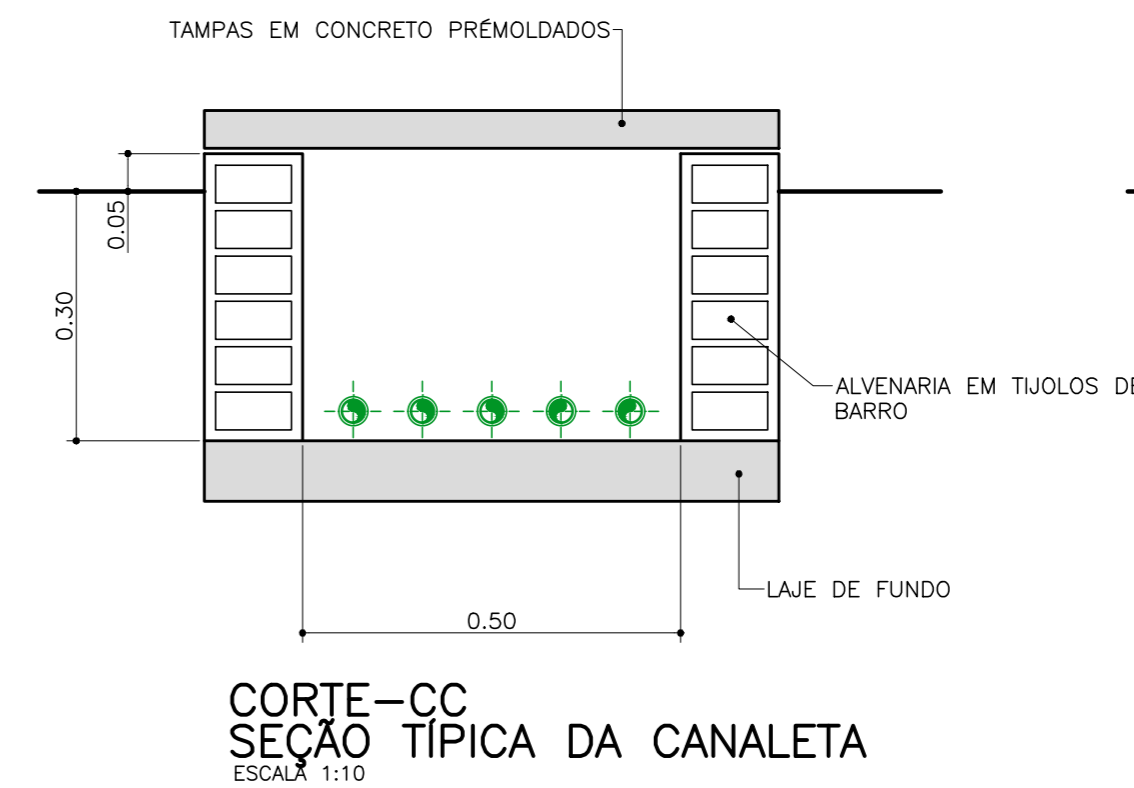 TAMPAS EM CONCRETO PRÉMOLDADOS
0.05
0.30
ALVENARIA EM TIJOLOS DE
BARRO
LAJE DE FUNDO
0.50
CORTE-CC
SEÇÃO TÍPICA DA CANALETA
ESCALA 1:10